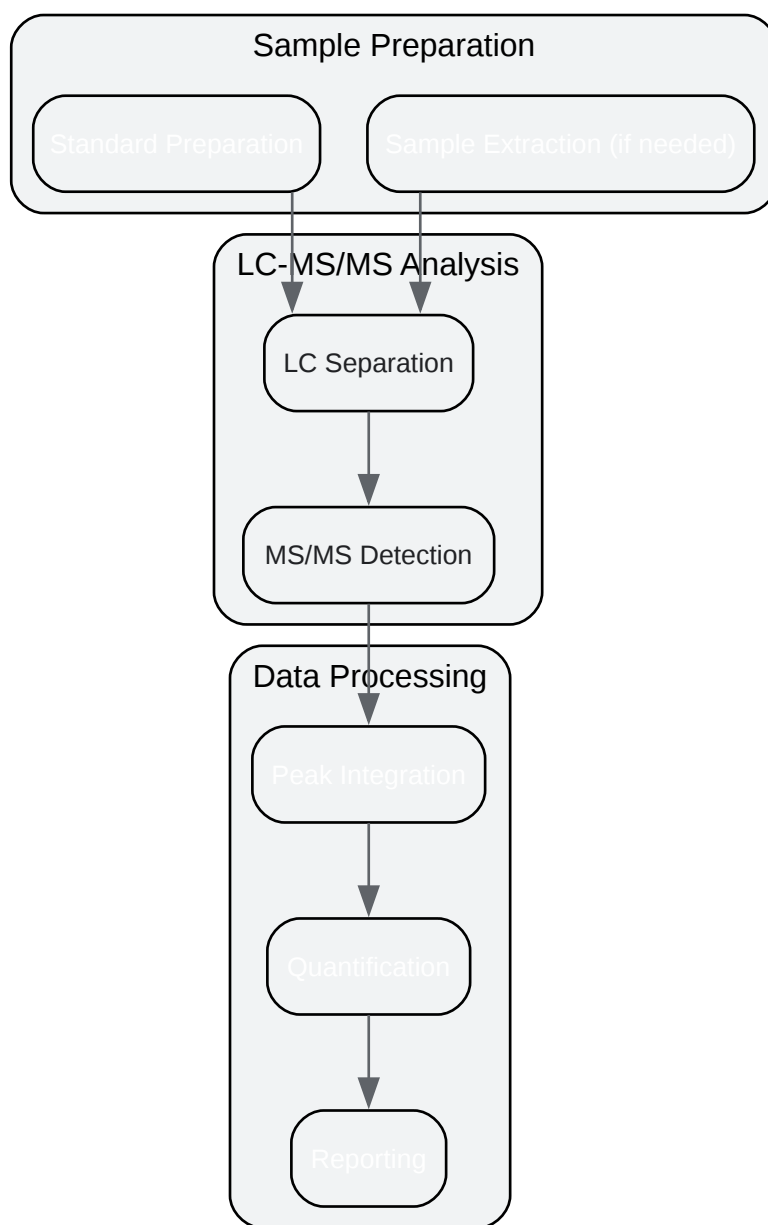 Sample Preparation
Standard Preparation
Sample Extraction (if needed)
LC-MS/MS Analysis
LC Separation
MS/MS Detection
Data Processing
Peak Integration
Quantification
Reporting